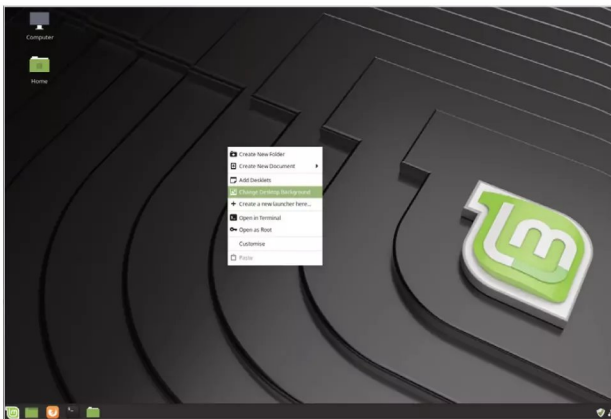 Computer
Home
Create New Folder
Create New Document
Add Desklets
Change Desktop Background
Create a new launcher here...
Open in Terminal
Open as Root
Customise
Paste